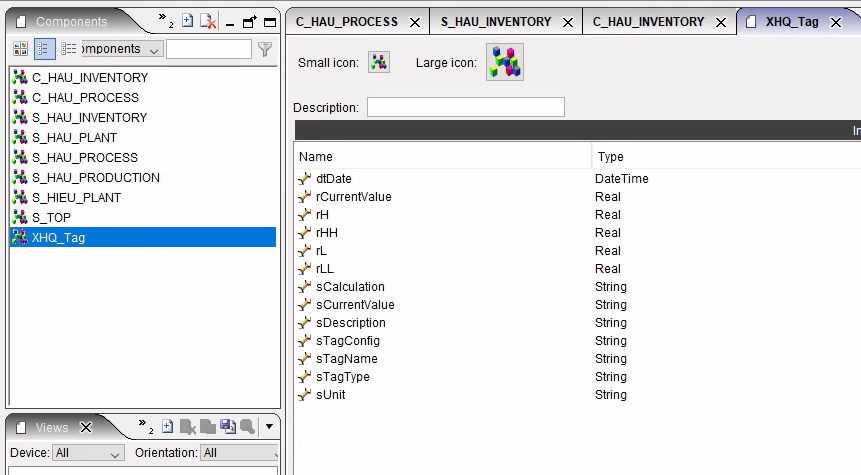 Components
»2
omponents
C_HAU_INVENTORY
C_HAU_PROCESS
S_HAU_INVENTORY
S_HAU_PLANT
S_HAU_PROCESS
S_HAU_PRODUCTION
S_HIEU_PLANT
S_TOP
XHQ_Tag
Views
»2
Device: All
Orientation: All
C_HAU_PROCESS S_HAU_INVENTORY C_HAU_INVENTORY XHQ_Tag
Small icon: Large icon:
Description:
In
Name Type
dtDate DateTime
rCurrentValue Real
rH Real
rHH Real
rL Real
rLL Real
sCalculation String
sCurrentValue String
sDescription String
sTagConfig String
sTagName String
sTagType String
sUnit String